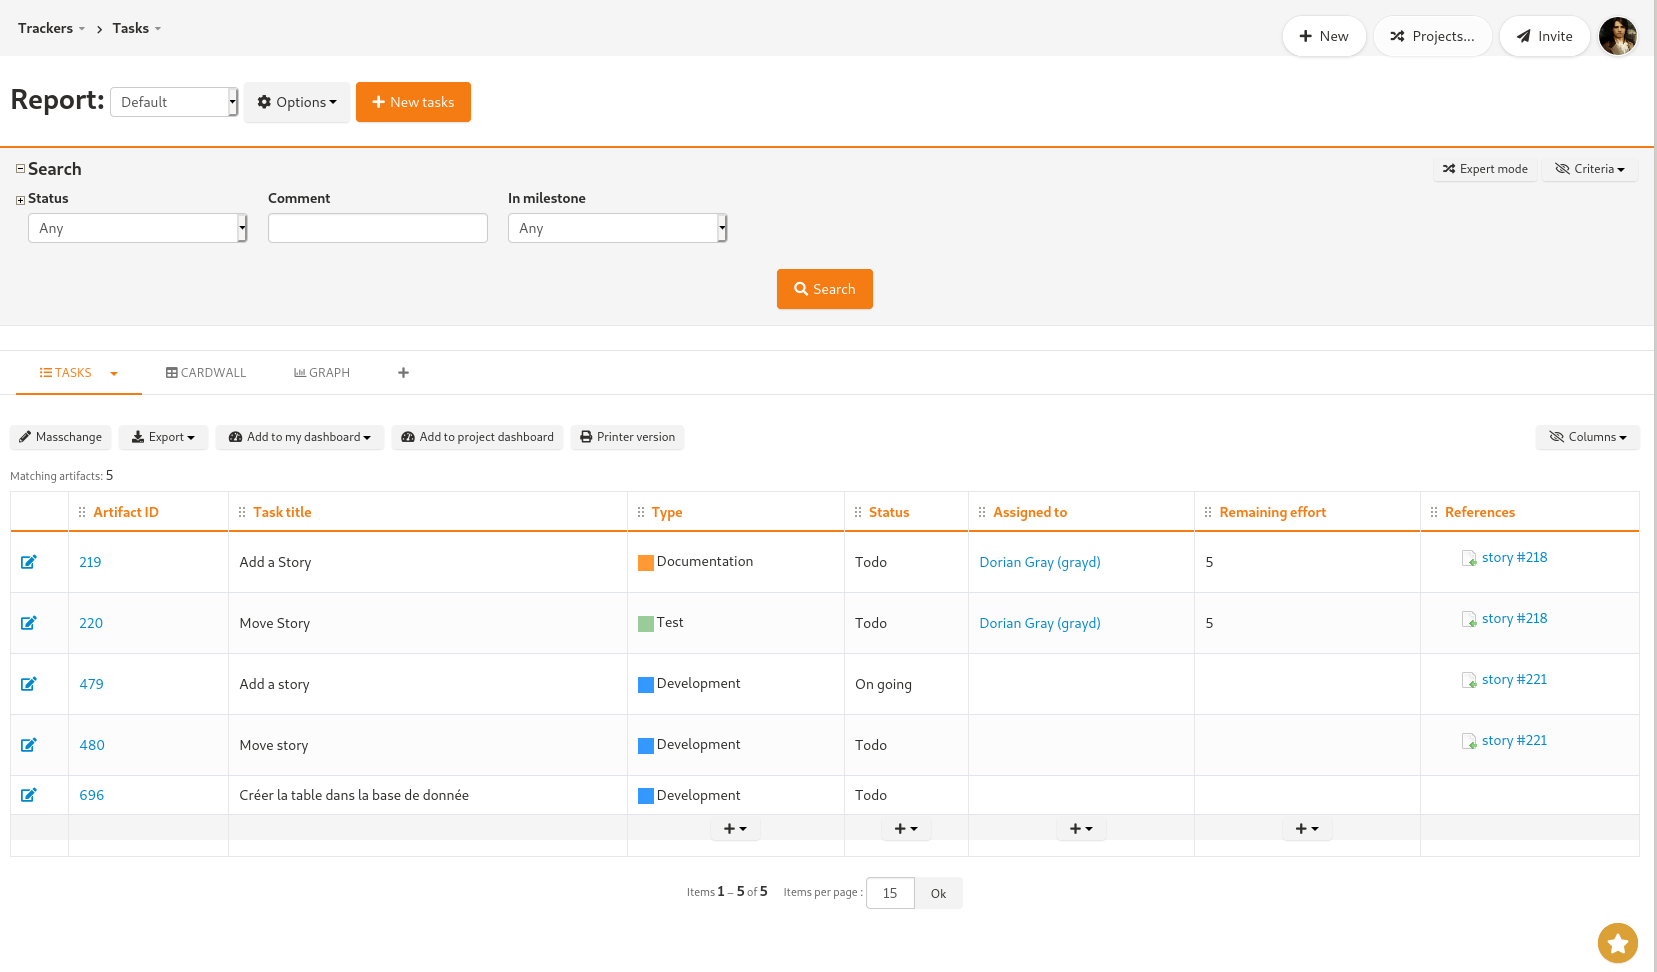 Trackers > Tasks
New Projects... Invite
Report: Default Options New tasks
Search Expert mode Criteria
Status Comment In milestone
Any Any
Search
TASKS CARDWALL GRAPH
Masschange Export Add to my dashboard Add to project dashboard Printer version Columns
Matching artifacts: 5
Artifact ID Task title Type Status Assigned to Remaining effort References
219 Add a Story Documentation Todo Dorian Gray (grayd) 5 story #218
220 Move Story Test Todo Dorian Gray (grayd) 5 story #218
479 Add a story Development On going story #221
480 Move story Development Todo story #221
696 Créer la table dans la base de donnée Development Todo
Items 1 – 5 of 5 Items per page : 15 Ok